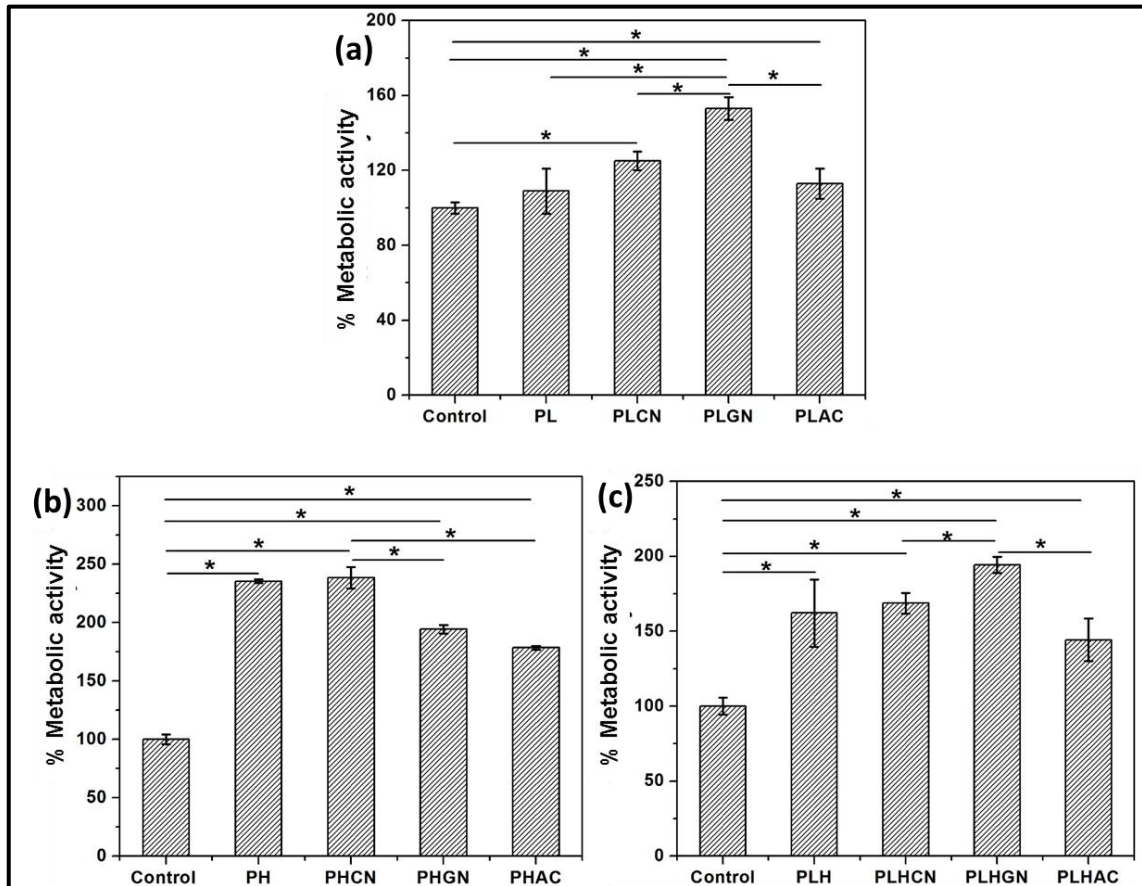 (a)
% Metabolic activity
200
160
120
80
40
0
* * * * * *
Control PL PLCN PLGN PLAC
(b)
% Metabolic activity
300
250
200
150
100
50
0
* * * * * *
Control PH PHCN PHGN PHAC
(c)
% Metabolic activity
250
200
150
100
50
0
* * * * * *
Control PLH PLHCN PLHGN PLHAC